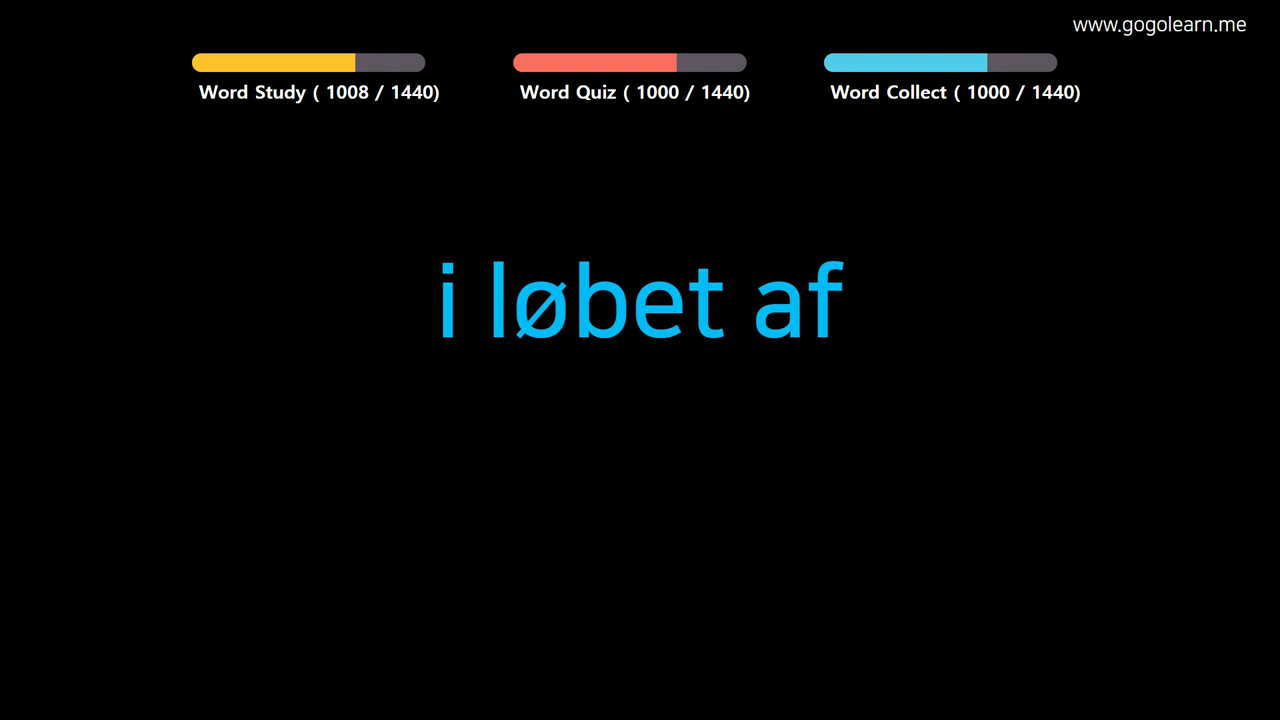 www.gogolearn.me
Word Study ( 1008 / 1440)
Word Quiz ( 1000 / 1440)
Word Collect ( 1000 / 1440)
i løbet af